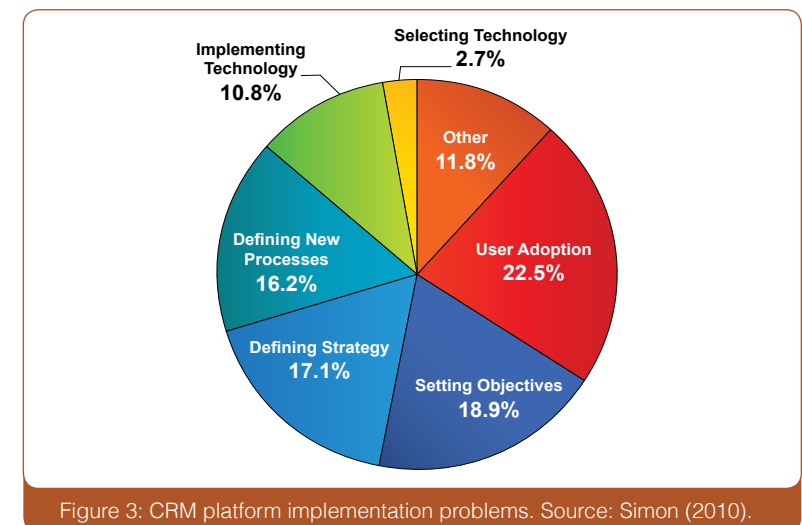 Selecting Technology
2.7%
Implementing
Technology
10.8%
Other
11.8%
User Adoption
22.5%
Defining New
Processes
16.2%
Defining Strategy
17.1%
Setting Objectives
18.9%
Figure 3: CRM platform implementation problems. Source: Simon (2010).